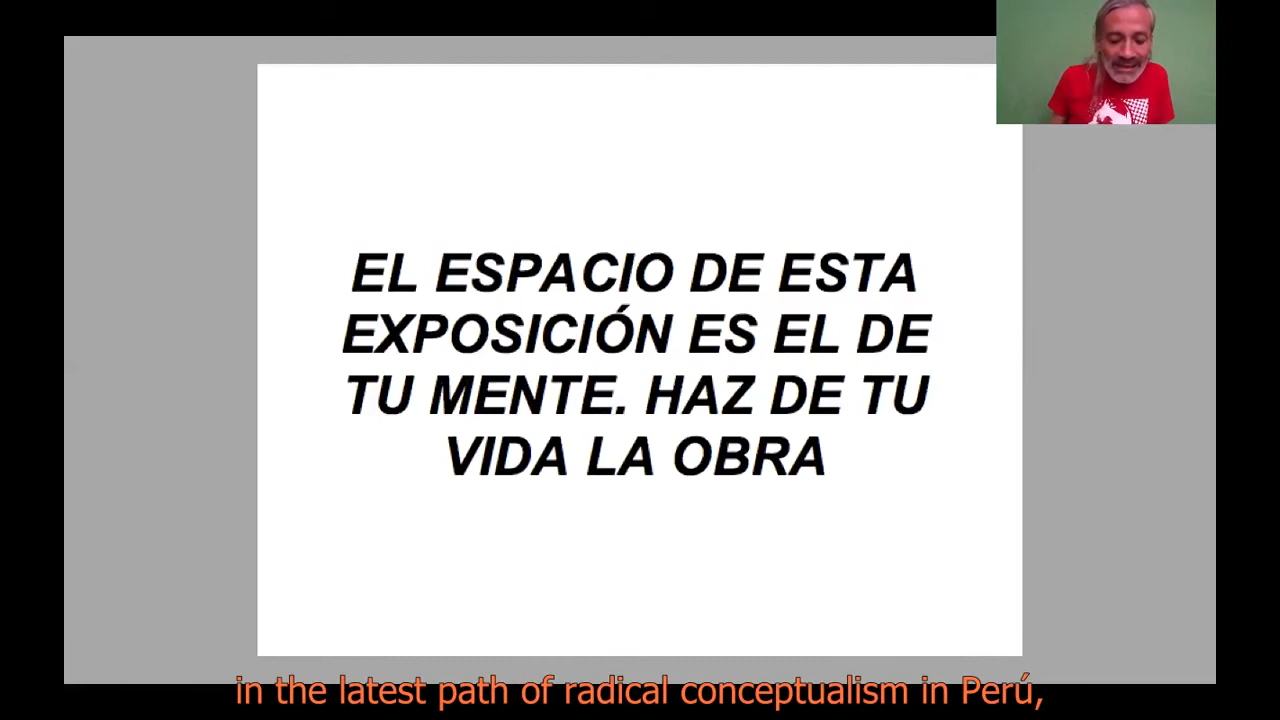 EL ESPACIO DE ESTA
EXPOSICIÓN ES EL DE
TU MENTE. HAZ DE TU
VIDA LA OBRA
in the latest path of radical conceptualism in Perú,